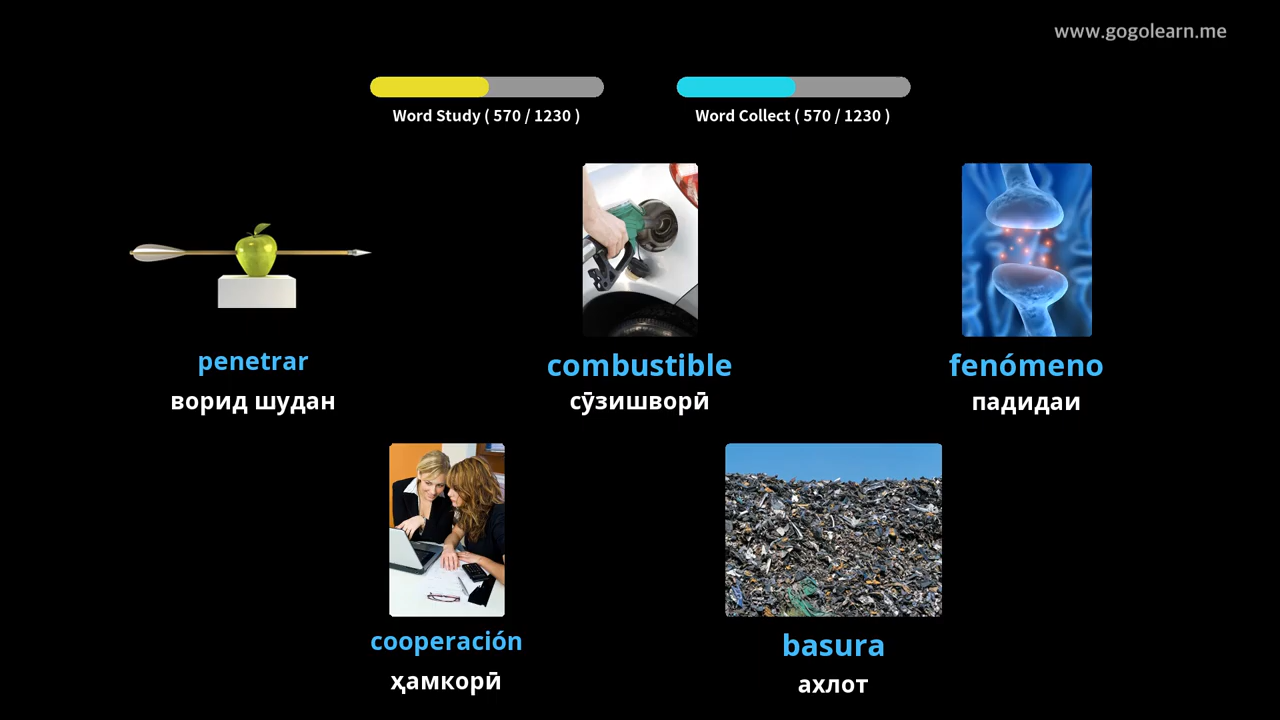 www.gogolearn.me
Word Study ( 570 / 1230 )
Word Collect ( 570 / 1230 )
penetrar
ворид шудан
combustible
сӯзишворӣ
fenómeno
падидаи
cooperación
ҳамкорӣ
basura
ахлот